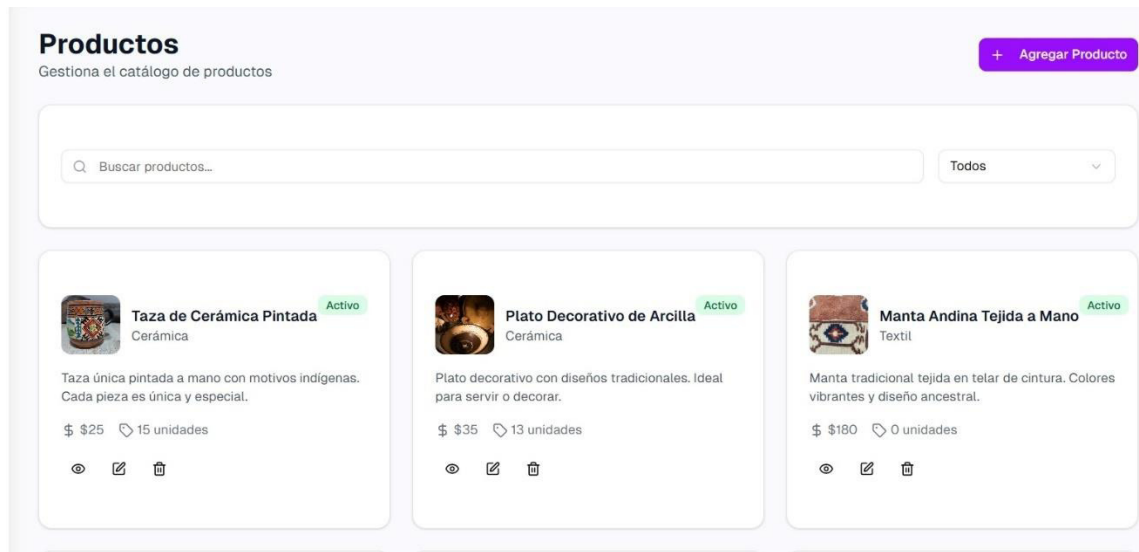 Productos
Gestiona el catálogo de productos
+ Agregar Producto
Buscar productos...
Todos
Taza de Cerámica Pintada
Activo
Cerámica
Taza única pintada a mano con motivos indígenas.
Cada pieza es única y especial.
$ $25 15 unidades
Plato Decorativo de Arcilla
Activo
Cerámica
Plato decorativo con diseños tradicionales. Ideal
para servir o decorar.
$ $35 13 unidades
Manta Andina Tejida a Mano
Activo
Textil
Manta tradicional tejida en telar de cintura. Colores
vibrantes y diseño ancestral.
$ $180 0 unidades